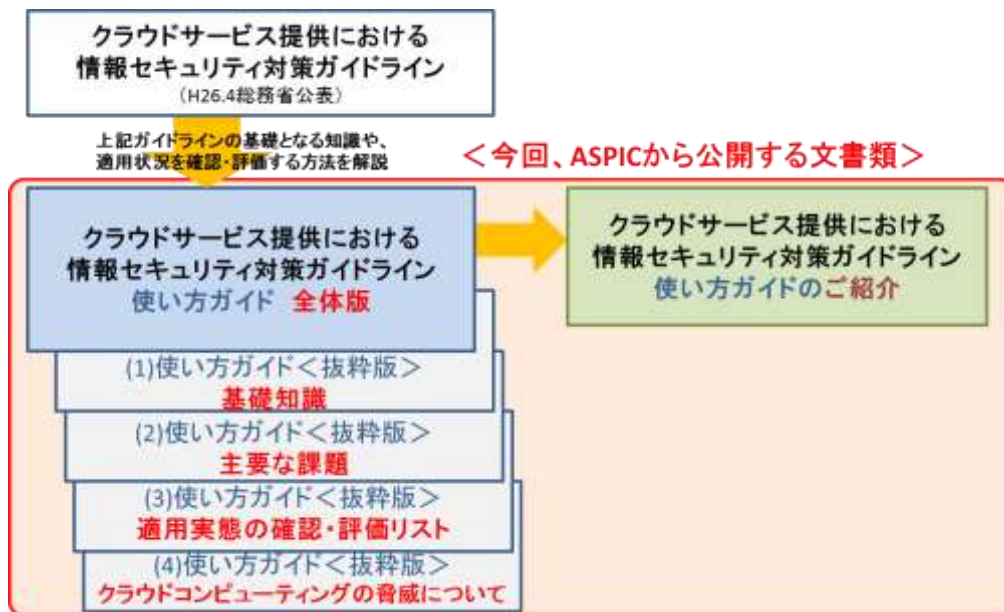 クラウドサービス提供における
情報セキュリティ対策ガイドライン
（H26.4総務省公表）
上記ガイドラインの基礎となる知識や、
適用状況を確認・評価する方法を解説
＜今回、ASPICから公開する文書類＞
クラウドサービス提供における
情報セキュリティ対策ガイドライン
使い方ガイド 全体版
クラウドサービス提供における
情報セキュリティ対策ガイドライン
使い方ガイドのご紹介
(1)使い方ガイド＜抜粋版＞
基礎知識
(2)使い方ガイド＜抜粋版＞
主要な課題
(3)使い方ガイド＜抜粋版＞
適用実態の確認・評価リスト
(4)使い方ガイド＜抜粋版＞
クラウドコンピューティングの脅威について